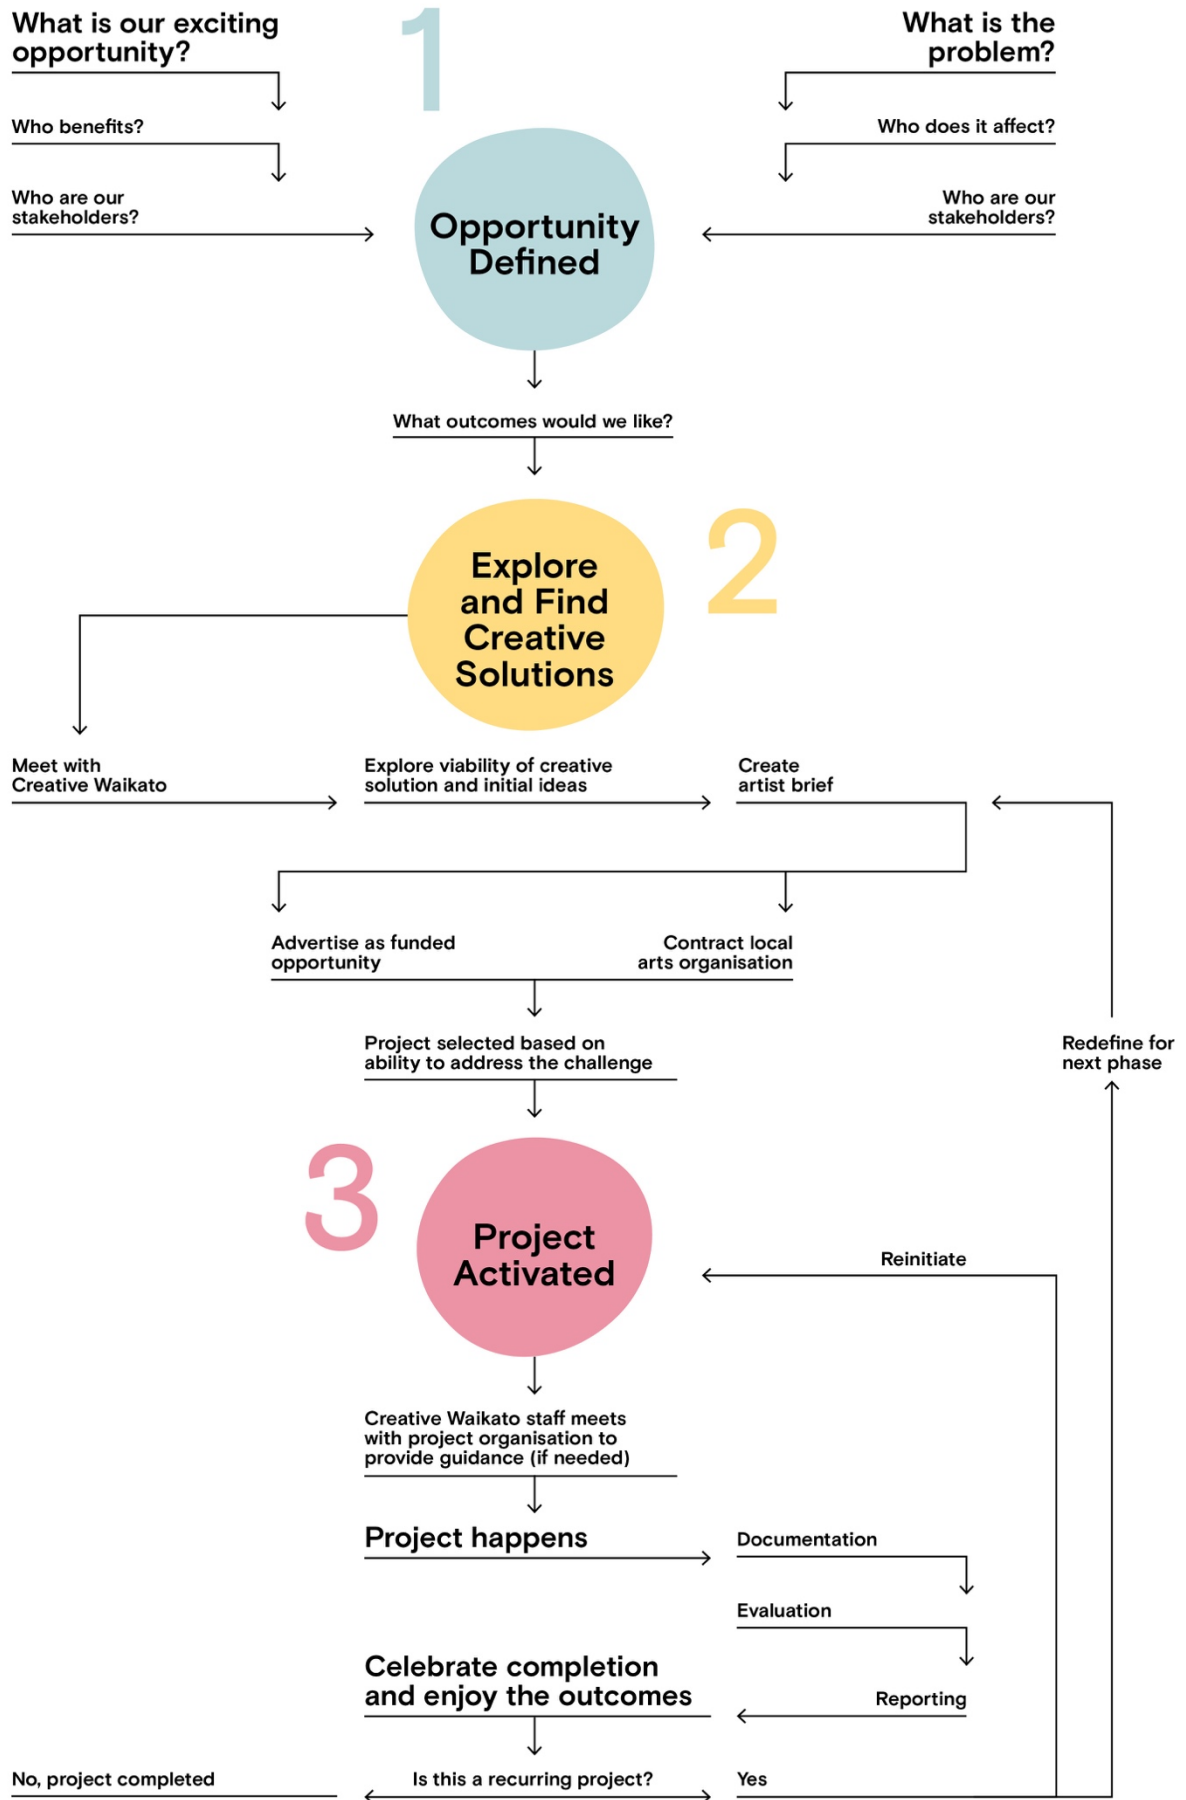 What is our exciting
opportunity?
1
What is the
problem?
Who benefits?
Who does it affect?
Who are our
stakeholders?
Who are our
stakeholders?
Opportunity
Defined
What outcomes would we like?
2
Explore
and Find
Creative
Solutions
Meet with
Creative Waikato
Explore viability of creative
solution and initial ideas
Create
artist brief
Advertise as funded
opportunity
Contract local
arts organisation
Project selected based on
ability to address the challenge
Redefine for
next phase
3
Project
Activated
Reinitiate
Creative Waikato staff meets
with project organisation to
provide guidance (if needed)
Project happens
Documentation
Evaluation
Celebrate completion
and enjoy the outcomes
Reporting
No, project completed
Is this a recurring project?
Yes